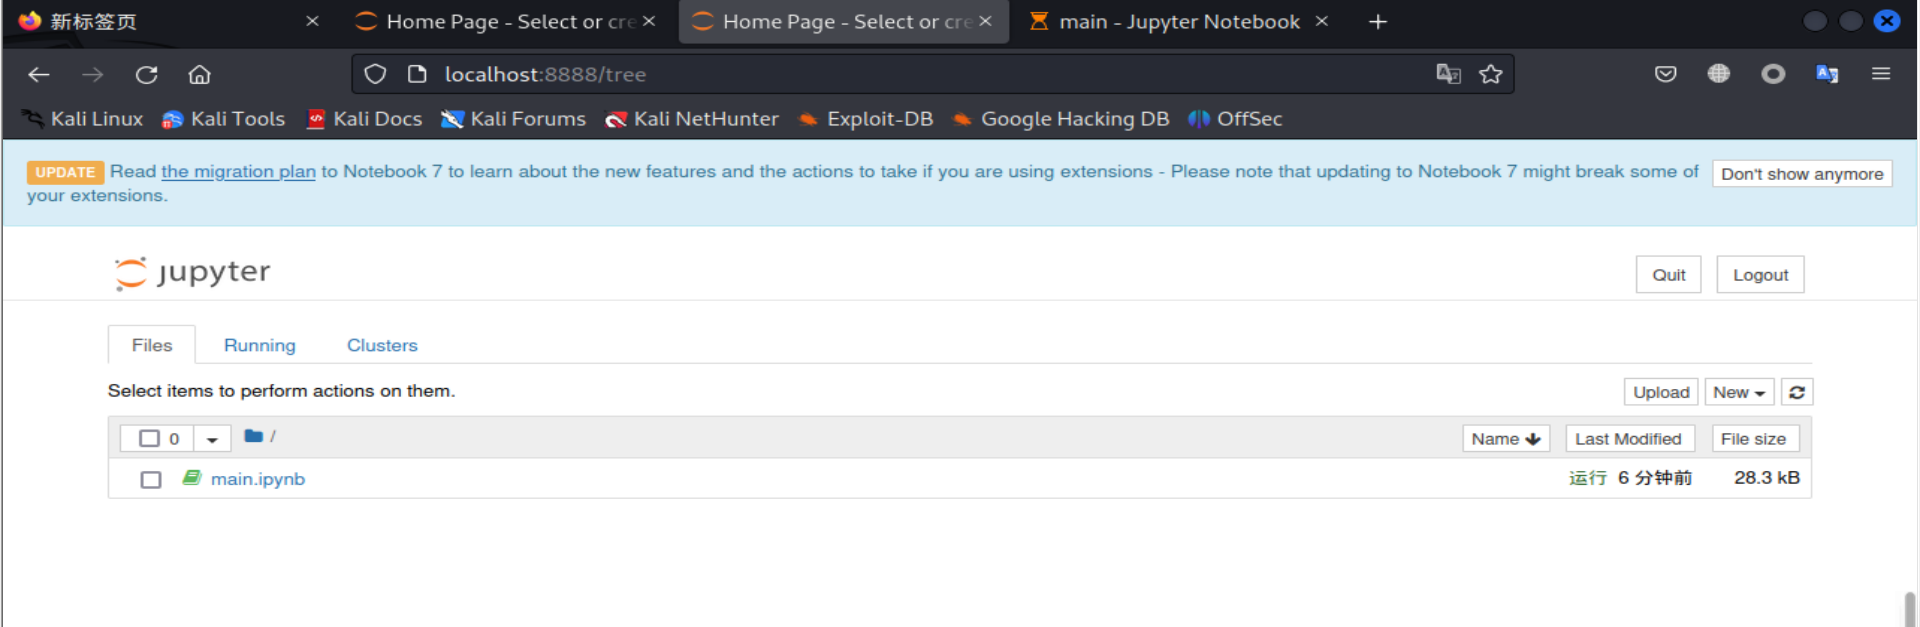 新标签页
Home Page - Select or cre
Home Page - Select or cre
main - Jupyter Notebook
localhost:8888/tree
Kali Linux Kali Tools Kali Docs Kali Forums Kali NetHunter Exploit-DB Google Hacking DB OffSec
UPDATE Read the migration plan to Notebook 7 to learn about the new features and the actions to take if you are using extensions - Please note that updating to Notebook 7 might break some of
your extensions.
Don't show anymore
jupyter
Quit Logout
Files Running Clusters
Select items to perform actions on them.
Upload New
0 / Name Last Modified File size
main.ipynb 运行 6 分钟前 28.3 kB